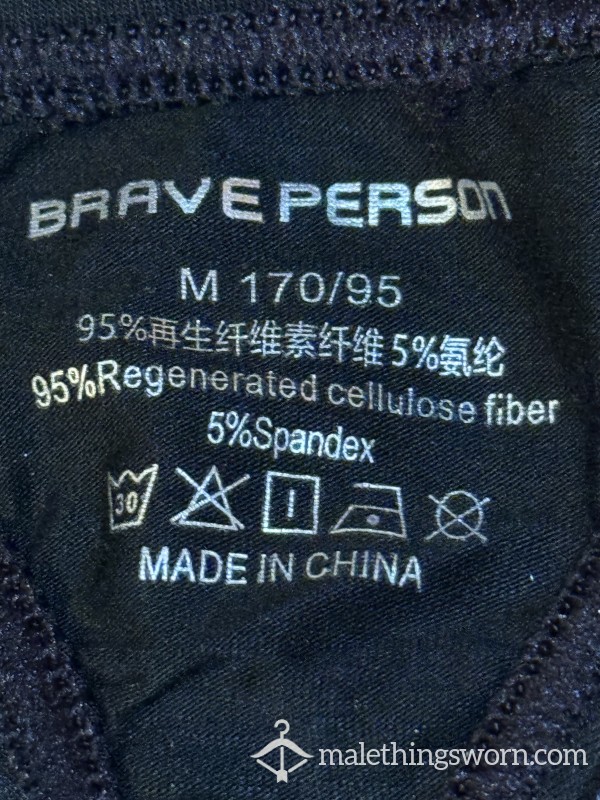 BRAVE PERSON
M 170/95
95%再生纤维素纤维 5%氨纶
95%Regenerated cellulose fiber
5%Spandex
30
MADE IN CHINA
malethingsworn.com